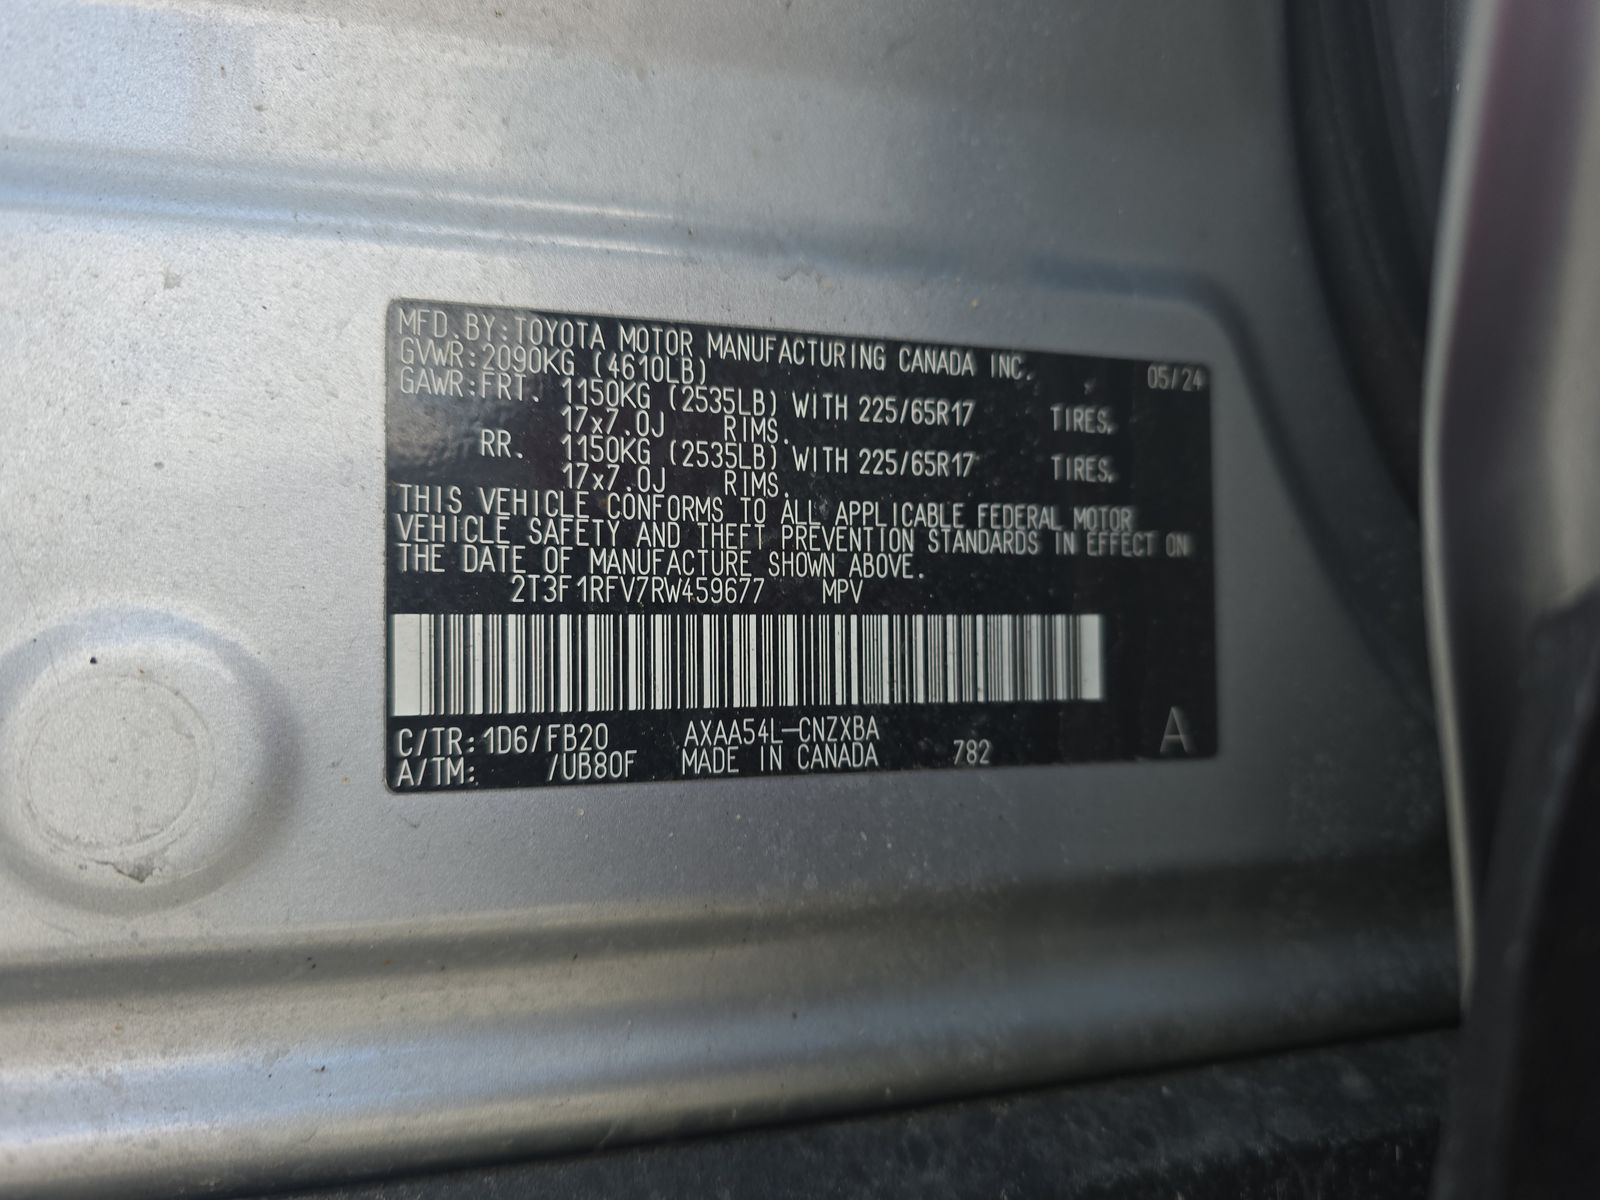 MFD.BY:TOYOTA MOTOR MANUFACTURING CANADA INC. 05/24
GVWR:2090KG (4610LB)
GAWR:FRT. 1150KG (2535LB) WITH 225/65R17 TIRES,
17x7.0J RIMS.
RR. 1150KG (2535LB) WITH 225/65R17 TIRES,
17x7.0J RIMS.
THIS VEHICLE CONFORMS TO ALL APPLICABLE FEDERAL MOTOR
VEHICLE SAFETY AND THEFT PREVENTION STANDARDS IN EFFECT ON
THE DATE OF MANUFACTURE SHOWN ABOVE.
2T3F1RFV7RW459677 MPV
C/TR:1D6/FB20 AXAA54L-CNZXBA A
A/TM: /UB80F MADE IN CANADA 782